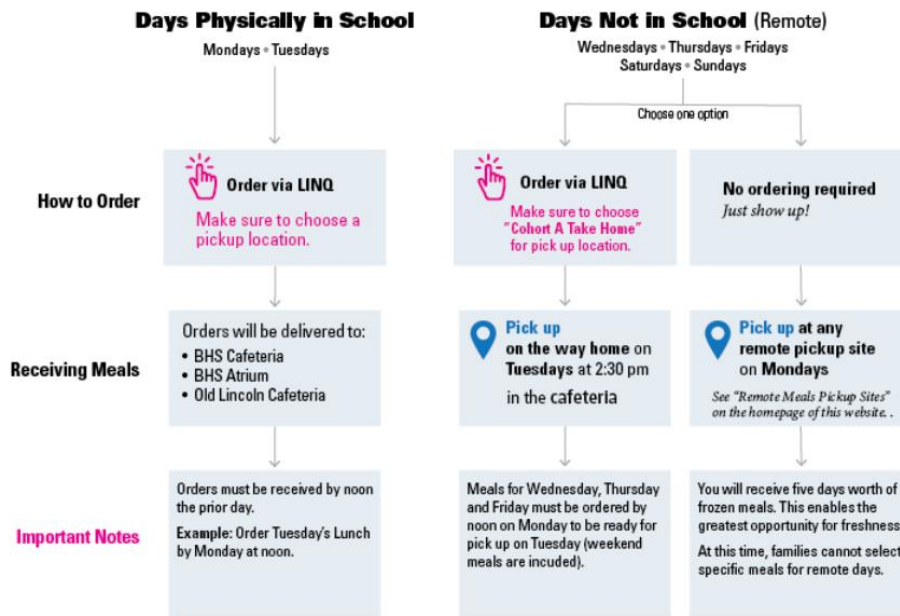 Days Physically in School
Mondays • Tuesdays
Days Not in School (Remote)
Wednesdays • Thursdays • Fridays
Saturdays • Sundays
Choose one option
How to Order
Order via LINQ
Make sure to choose a
pickup location.
Order via LINQ
Make sure to choose
"Cohort A Take Home"
for pick up location.
No ordering required
Just show up!
Receiving Meals
Orders will be delivered to:
• BHS Cafeteria
• BHS Atrium
• Old Lincoln Cafeteria
Pick up
on the way home on
Tuesdays at 2:30 pm
in the cafeteria
Pick up at any
remote pickup site
on Mondays
See "Remote Meals Pickup Sites"
on the homepage of this website. .
Important Notes
Orders must be received by noon
the prior day.
Example: Order Tuesday's Lunch
by Monday at noon.
Meals for Wednesday, Thursday
and Friday must be ordered by
noon on Monday to be ready for
pick up on Tuesday (weekend
meals are incuded).
You will receive five days worth of
frozen meals. This enables the
greatest opportunity for freshness
At this time, families cannot select
specific meals for remote days.